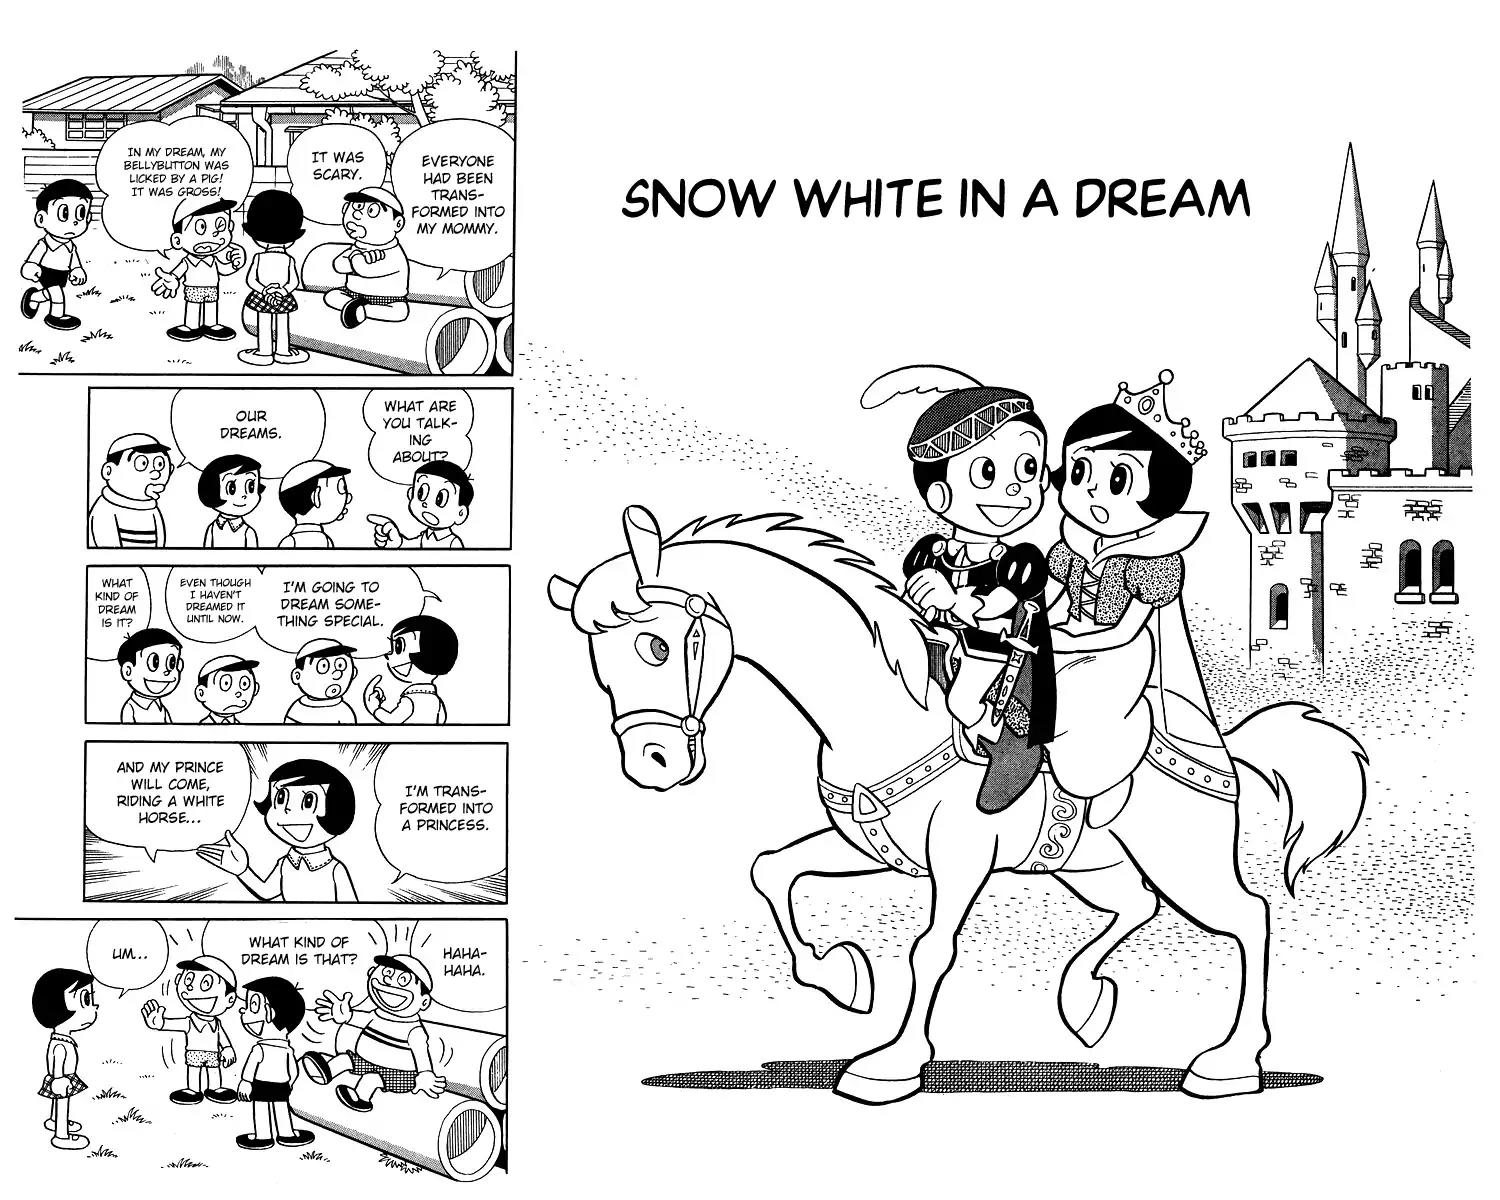 SNOW WHITE IN A DREAM
EVERYONE
HAD BEEN
TRANS-
FORMED INTO
MY MOMMY.
IT WAS
SCARY.
IN MY DREAM, MY
BELLYBUTTON WAS
LICKED BY A PIG!
IT WAS GROSS!
WHAT ARE
YOU TALK-
ING
ABOUT?
OUR
DREAMS.
I'M GOING TO
DREAM SOME-
THING SPECIAL.
EVEN THOUGH
I HAVEN'T
DREAMED IT
UNTIL NOW.
WHAT
KIND OF
DREAM
IS IT?
I'M TRANS-
FORMED INTO
A PRINCESS.
AND MY PRINCE
WILL COME,
RIDING A WHITE
HORSE...
HAHA-
HAHA.
WHAT KIND OF
DREAM IS THAT?
UM...